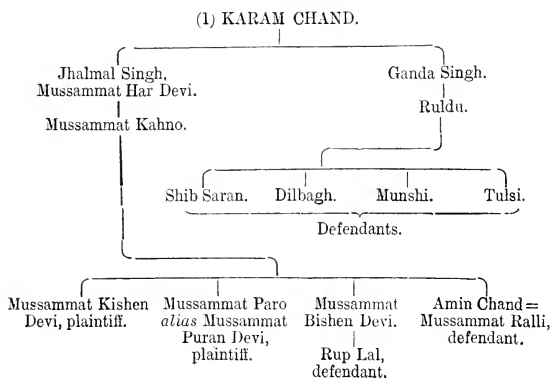 (1) KARAM CHAND.
Jhalmal Singh,
Mussammat Har Devi.
Mussammat Kahno.
Ganda Singh.
Ruldu.
Shib Saran. Dilbagh. Munshi. Tulsi.
Defendants.
Mussammat Kishen
Devi, plaintiff.
Mussammat Paro
alias Mussammat
Puran Devi,
plaintiff.
Mussammat
Bishen Devi.
Rup Lal,
defendant.
Amin Chand=
Mussammat Ralli,
defendant.